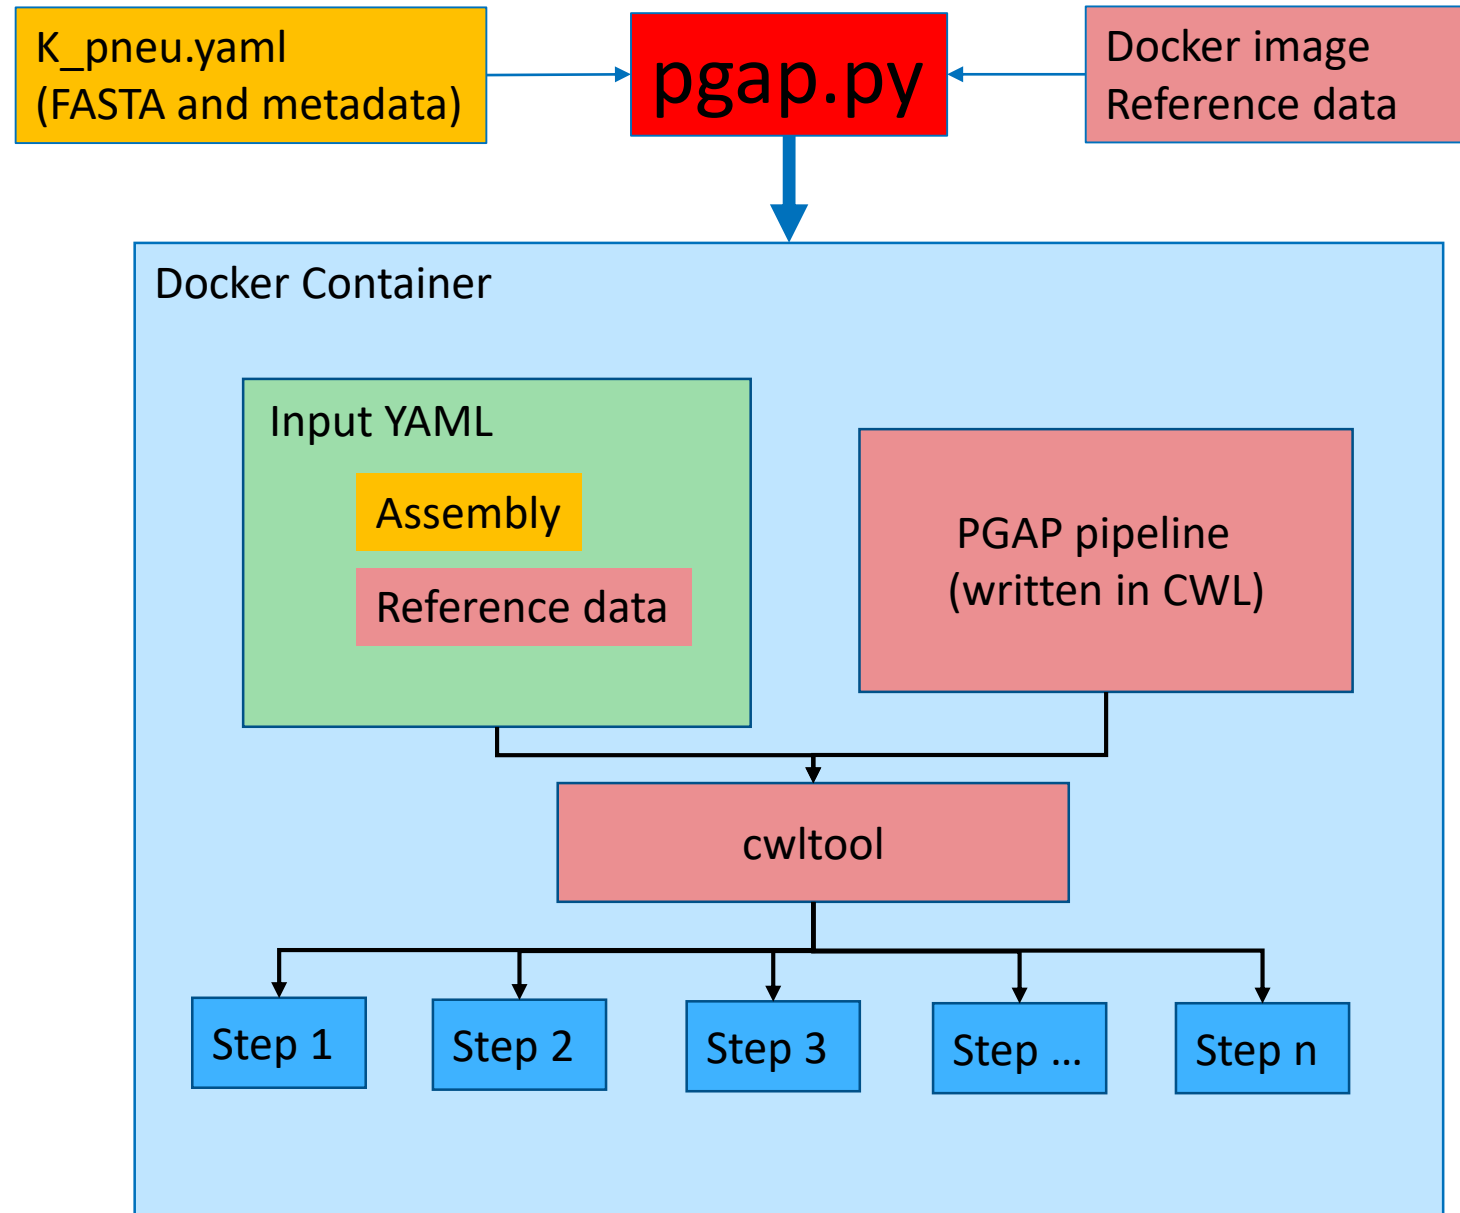 K_pneu.yaml
(FASTA and metadata)
pgap.py
Docker image
Reference data
Docker Container
Input YAML
Assembly
Reference data
PGAP pipeline
(written in CWL)
cwltool
Step 1
Step 2
Step 3
Step …
Step n